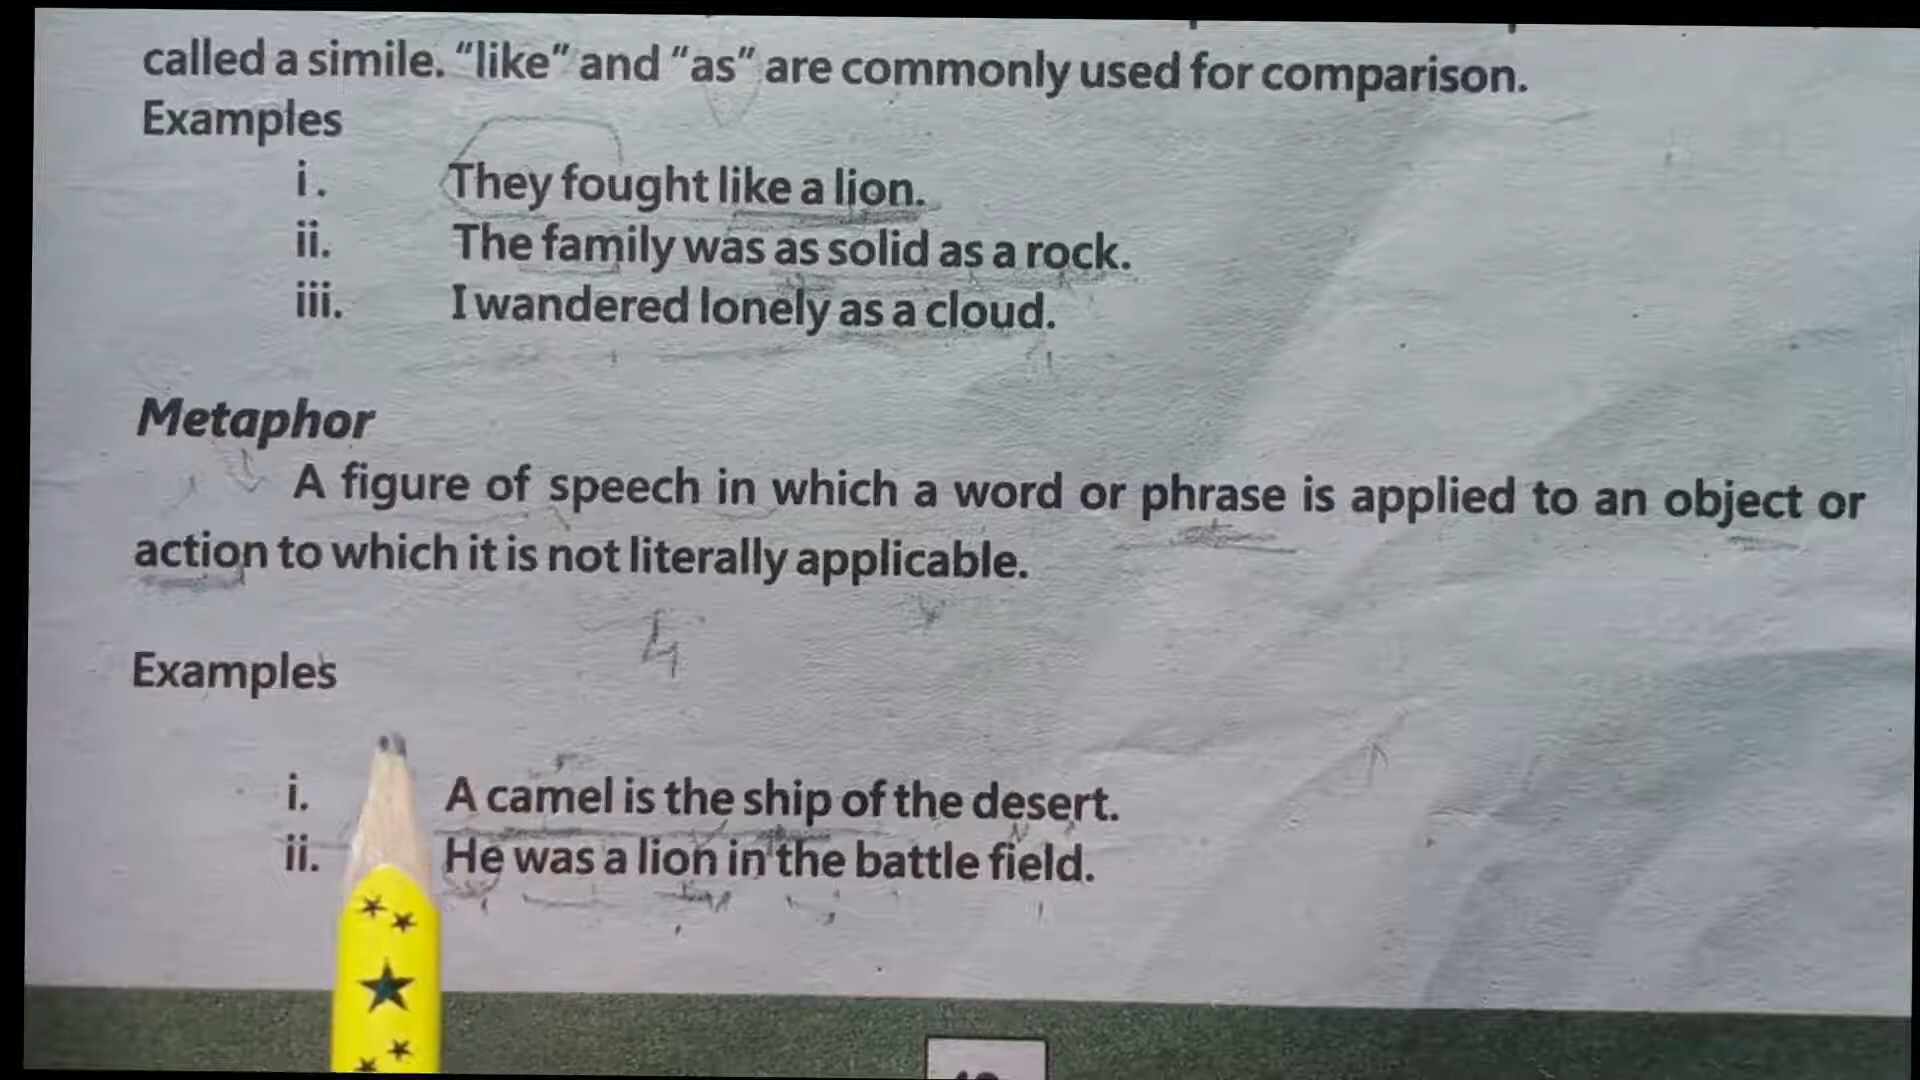 called a simile. “like” and “as” are commonly used for comparison.
Examples
i. They fought like a lion.
ii. The family was as solid as a rock.
iii. I wandered lonely as a cloud.
Metaphor
A figure of speech in which a word or phrase is applied to an object or
action to which it is not literally applicable.
Examples
i. A camel is the ship of the desert.
ii. He was a lion in the battle field.